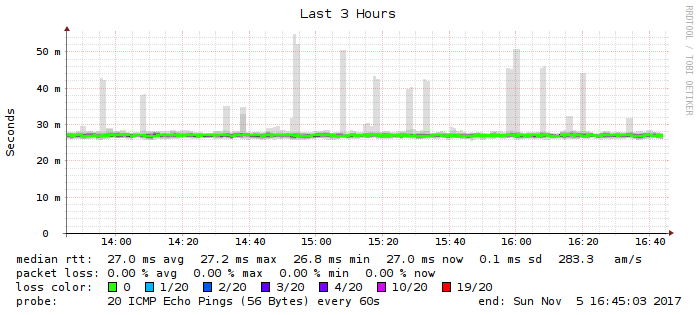 Last 3 Hours
RRDTOOL / TOBI OETIKER
Seconds
50 m
40 m
30 m
20 m
10 m
0
14:00 14:20 14:40 15:00 15:20 15:40 16:00 16:20 16:40
median rtt: 27.0 ms avg 27.2 ms max 26.8 ms min 27.0 ms now 0.1 ms sd 283.3 am/s
packet loss: 0.00 % avg 0.00 % max 0.00 % min 0.00 % now
loss color: 0 1/20 2/20 3/20 4/20 10/20 19/20
probe: 20 ICMP Echo Pings (56 Bytes) every 60s end: Sun Nov 5 16:45:03 2017